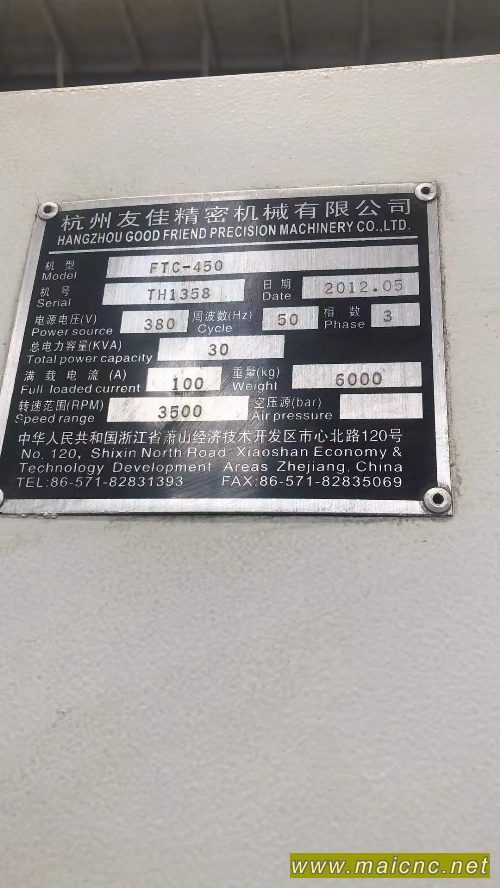 杭州友佳精密机械有限公司
HANGZHOU GOOD FRIEND PRECISION MACHINERY CO.,LTD.
机型 Model FTC-450
机号 Serial TH1358 日期 Date 2012.05
电源电压(V) Power source 380 周波数(Hz) Cycle 50 相数 Phase 3
总电力容量(KVA) Total power capacity 30
满载电流(A) Full loaded current 100 重量(kg) Weight 6000
转速范围(RPM) Speed range 3500 空压源(bar) Air pressure
中华人民共和国浙江省萧山经济技术开发区市心北路120号
No. 120, Shixin North Road Xiaoshan Economy &
Technology Development Areas Zhejiang, China
TEL:86-571-82831393 FAX:86-571-82835069
www.maicnc.net